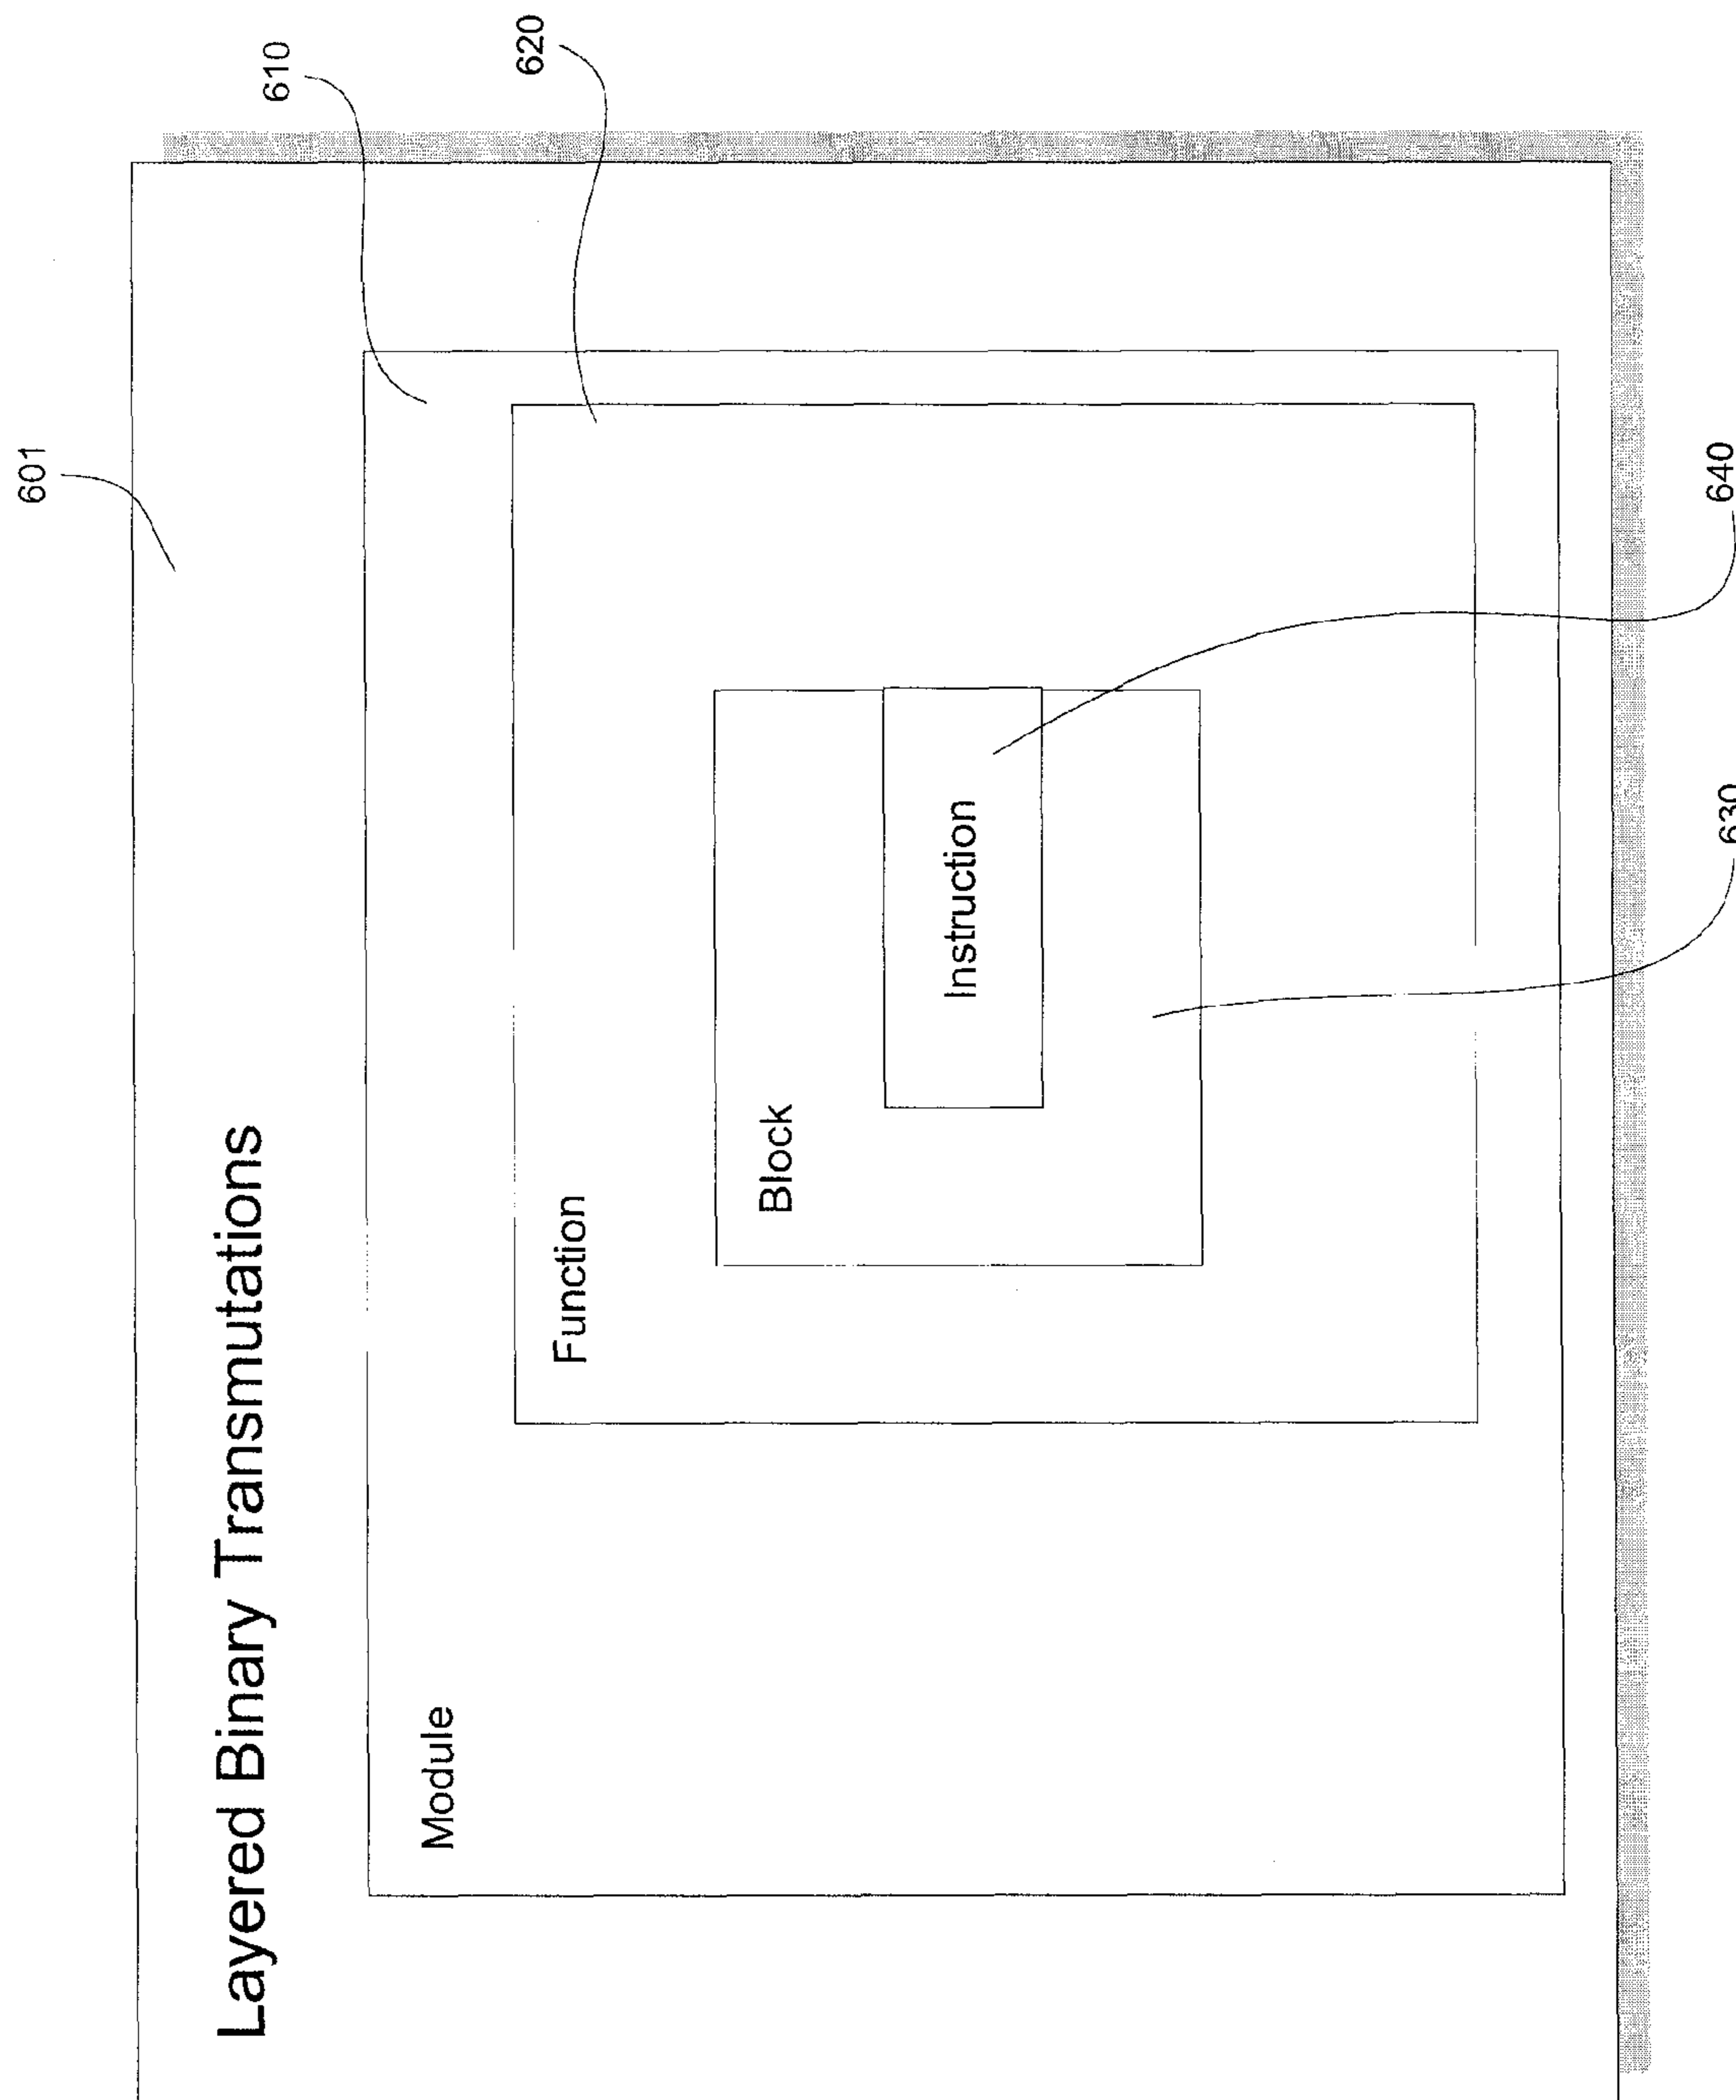 Layered Binary Transmutations
601
610
Module
620
Function
Block
Instruction
640
630